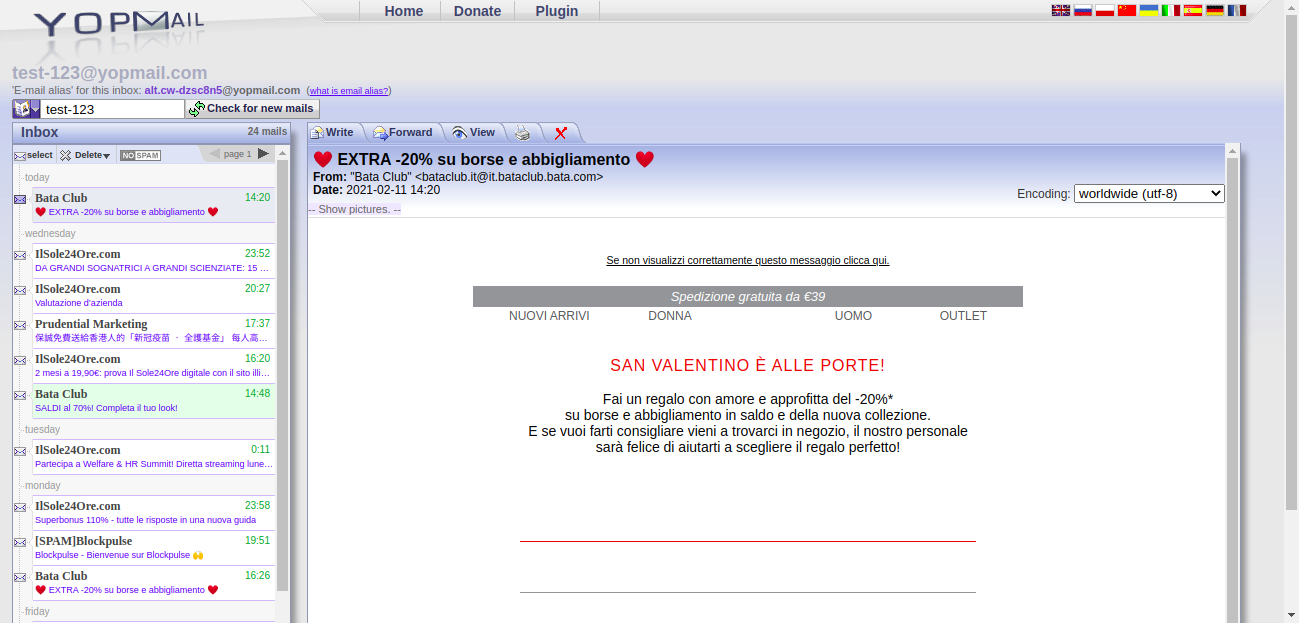 YOPMAIL
Home
Donate
Plugin
test-123@yopmail.com
'E-mail alias' for this inbox: alt.cw-dzsc8n5@yopmail.com (what is email alias?)
test-123
Check for new mails
Inbox
24 mails
select
Delete
NO SPAM
page 1
today
Bata Club 14:20
❤️ EXTRA -20% su borse e abbigliamento ❤️
wednesday
IlSole24Ore.com 23:52
DA GRANDI SOGNATRICI A GRANDI SCIENZIATE: 15 ...
IlSole24Ore.com 20:27
Valutazione d'azienda
Prudential Marketing 17:37
保誠免費送給香港人的「新冠疫苗 ‧ 全護基金」 每人高...
IlSole24Ore.com 16:20
2 mesi a 19,90€: prova Il Sole24Ore digitale con il sito illi...
Bata Club 14:48
SALDI al 70%! Completa il tuo look!
tuesday
IlSole24Ore.com 0:11
Partecipa a Welfare & HR Summit! Diretta streaming lune...
monday
IlSole24Ore.com 23:58
Superbonus 110% - tutte le risposte in una nuova guida
[SPAM]Blockpulse 19:51
Blockpulse - Bienvenue sur Blockpulse 🙌
Bata Club 16:26
❤️ EXTRA -20% su borse e abbigliamento ❤️
friday
Write
Forward
View
❤️ EXTRA -20% su borse e abbigliamento ❤️
From: "Bata Club" <bataclub.it@it.bataclub.bata.com>
Date: 2021-02-11 14:20
Encoding: worldwide (utf-8)
-- Show pictures. --
Se non visualizzi correttamente questo messaggio clicca qui.
Spedizione gratuita da €39
NUOVI ARRIVI DONNA UOMO OUTLET
SAN VALENTINO È ALLE PORTE!
Fai un regalo con amore e approfitta del -20%*
su borse e abbigliamento in saldo e della nuova collezione.
E se vuoi farti consigliare vieni a trovarci in negozio, il nostro personale
sarà felice di aiutarti a scegliere il regalo perfetto!